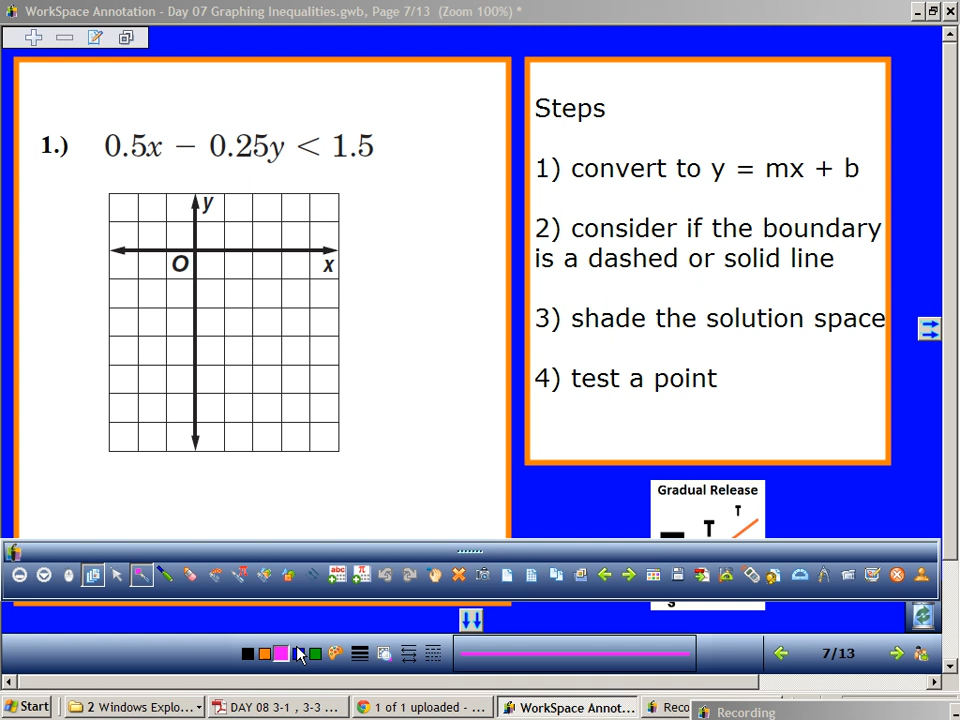 WorkSpace Annotation - Day 07 Graphing Inequalities.gwb, Page 7/13 (Zoom 100%) *
1.) 0.5x − 0.25y < 1.5
y
O
x
Steps
1) convert to y = mx + b
2) consider if the boundary
is a dashed or solid line
3) shade the solution space
4) test a point
Gradual Release
T
T
abc
7/13
Start
2 Windows Explo...
DAY 08 3-1 , 3-3 ...
1 of 1 uploaded - ...
WorkSpace Annot...
Reco
Recording